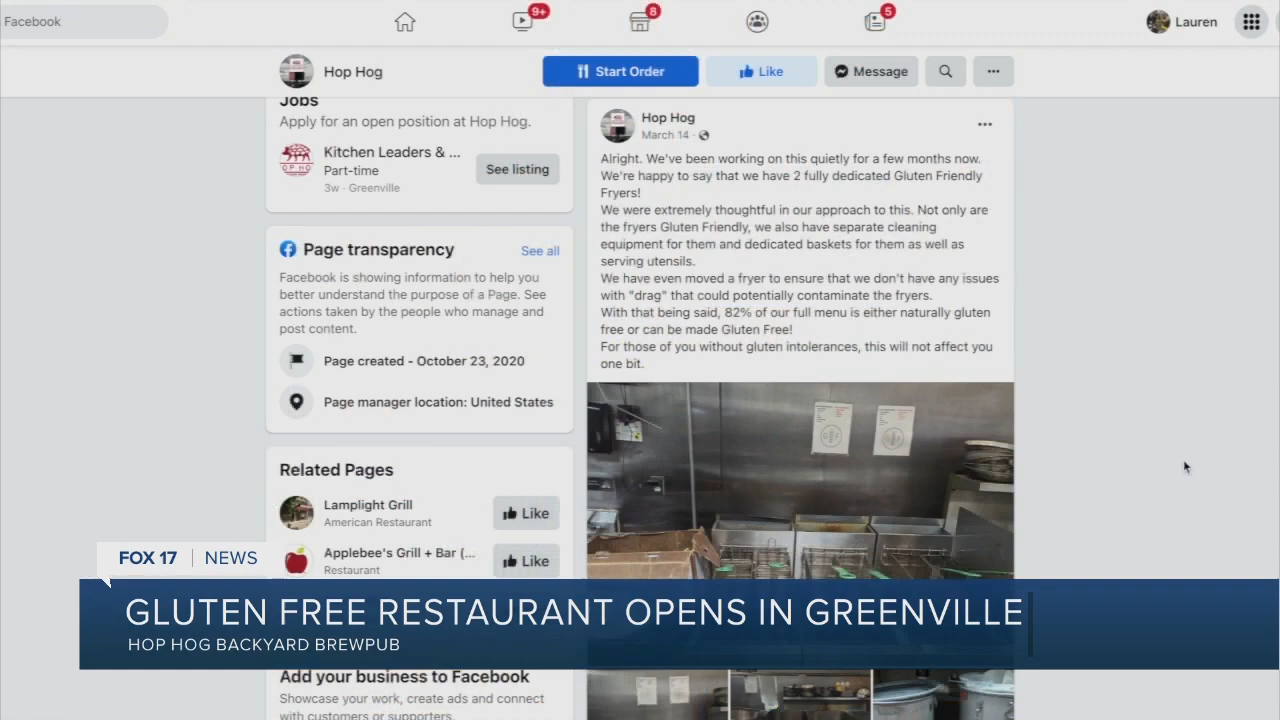 Facebook
9+
8
5
Lauren
Hop Hog
Start Order
Like
Message
Jobs
Apply for an open position at Hop Hog.
Kitchen Leaders & ...
Part-time
3w · Greenville
See listing
Page transparency
See all
Facebook is showing information to help you
better understand the purpose of a Page. See
actions taken by the people who manage and
post content.
Page created - October 23, 2020
Page manager location: United States
Related Pages
Lamplight Grill
American Restaurant
Like
Applebee's Grill + Bar (...
Restaurant
Like
Add your business to Facebook
Showcase your work, create ads and connect
with customers or supporters.
Hop Hog
March 14 ·
Alright. We've been working on this quietly for a few months now.
We're happy to say that we have 2 fully dedicated Gluten Friendly
Fryers!
We were extremely thoughtful in our approach to this. Not only are
the fryers Gluten Friendly, we also have separate cleaning
equipment for them and dedicated baskets for them as well as
serving utensils.
We have even moved a fryer to ensure that we don't have any issues
with "drag" that could potentially contaminate the fryers.
With that being said, 82% of our full menu is either naturally gluten
free or can be made Gluten Free!
For those of you without gluten intolerances, this will not affect you
one bit.
FOX 17
NEWS
GLUTEN FREE RESTAURANT OPENS IN GREENVILLE
HOP HOG BACKYARD BREWPUB